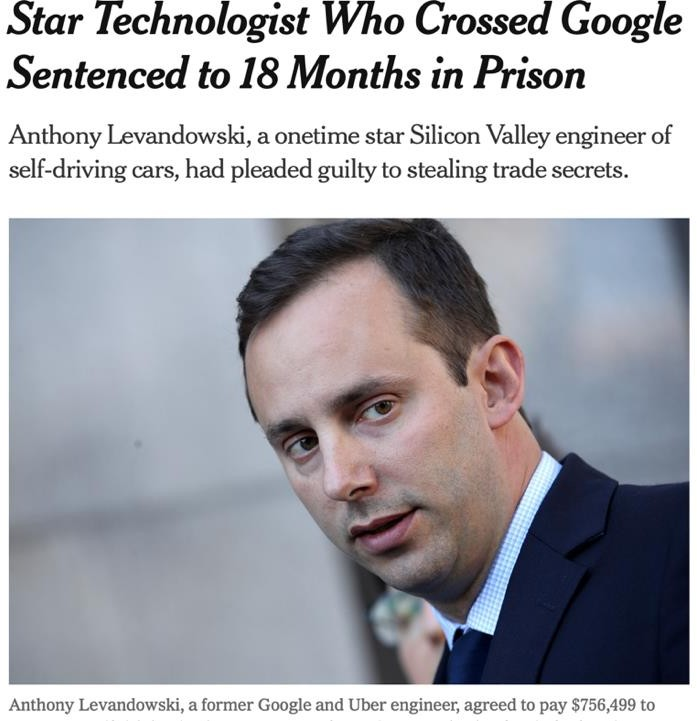 Star Technologist Who Crossed Google
Sentenced to 18 Months in Prison
Anthony Levandowski, a onetime star Silicon Valley engineer of
self-driving cars, had pleaded guilty to stealing trade secrets.
Anthony Levandowski, a former Google and Uber engineer, agreed to pay $756,499 to